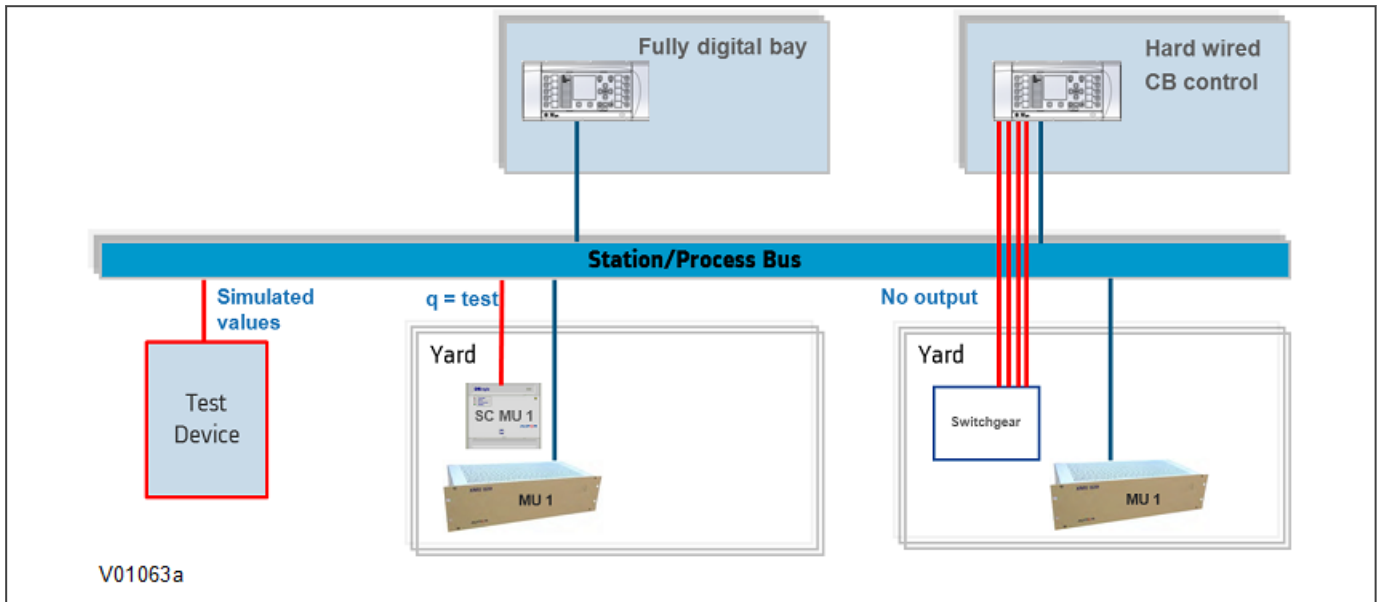 Fully digital bay
Hard wired
CB control
Station/Process Bus
Simulated
values
q = test
No output
Yard
Yard
Test
Device
SC MU 1
Switchgear
MU 1
MU 1
V01063a